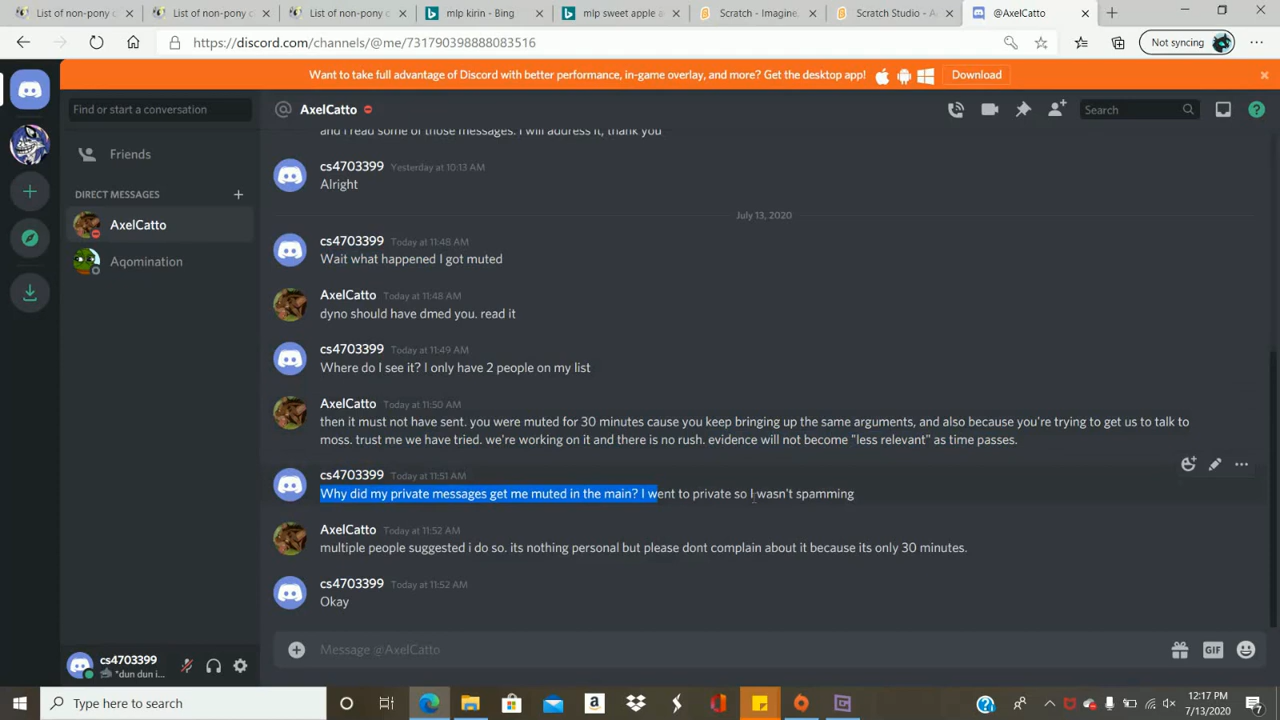 List of non-pony c
List of non-pony c
List of non-pony c
mlp kirin - Bing
mlp sweet apple a
Scratch - Imagine,
Scratch Studio - A
@AxelCatto
https://discord.com/channels/@me/731790398888083516
Not syncing
Want to take full advantage of Discord with better performance, in-game overlay, and more? Get the desktop app!
Download
Find or start a conversation
@ AxelCatto
Search
and I read some of those messages. I will address it, thank you
Friends
cs4703399 Yesterday at 10:13 AM
Alright
DIRECT MESSAGES
July 13, 2020
AxelCatto
Aqomination
cs4703399 Today at 11:48 AM
Wait what happened I got muted
AxelCatto Today at 11:48 AM
dyno should have dmed you. read it
cs4703399 Today at 11:49 AM
Where do I see it? I only have 2 people on my list
AxelCatto Today at 11:50 AM
then it must not have sent. you were muted for 30 minutes cause you keep bringing up the same arguments, and also because you're trying to get us to talk to
moss. trust me we have tried. we're working on it and there is no rush. evidence will not become "less relevant" as time passes.
cs4703399 Today at 11:51 AM
Why did my private messages get me muted in the main? I went to private so I wasn't spamming
AxelCatto Today at 11:52 AM
multiple people suggested i do so. its nothing personal but please dont complain about it because its only 30 minutes.
cs4703399 Today at 11:52 AM
Okay
Message @AxelCatto
GIF
cs4703399
*dun dun i...
Type here to search
12:17 PM
7/13/2020
7